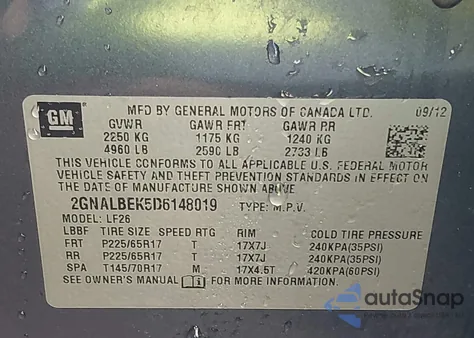 GM
MFD BY GENERAL MOTORS OF CANADA LTD. 09/12
GVWR GAWR FRT GAWR RR
2250 KG 1175 KG 1240 KG
4960 LB 2590 LB 2733 LB
THIS VEHICLE CONFORMS TO ALL APPLICABLE U.S. FEDERAL MOTOR
VEHICLE SAFETY AND THEFT PREVENTION STANDARDS IN EFFECT ON
THE DATE OF MANUFACTURE SHOWN ABOVE.
2GNALBEK5D6148019 TYPE: M.P.V.
MODEL: LF26
LBBF TIRE SIZE SPEED RTG RIM COLD TIRE PRESSURE
FRT P225/65R17 T 17X7J 240KPA(35PSI)
RR P225/65R17 T 17X7J 240KPA(35PSI)
SPA T145/70R17 M 17X4.5T 420KPA(60PSI)
SEE OWNER'S MANUAL FOR MORE INFORMATION.
autoSnap